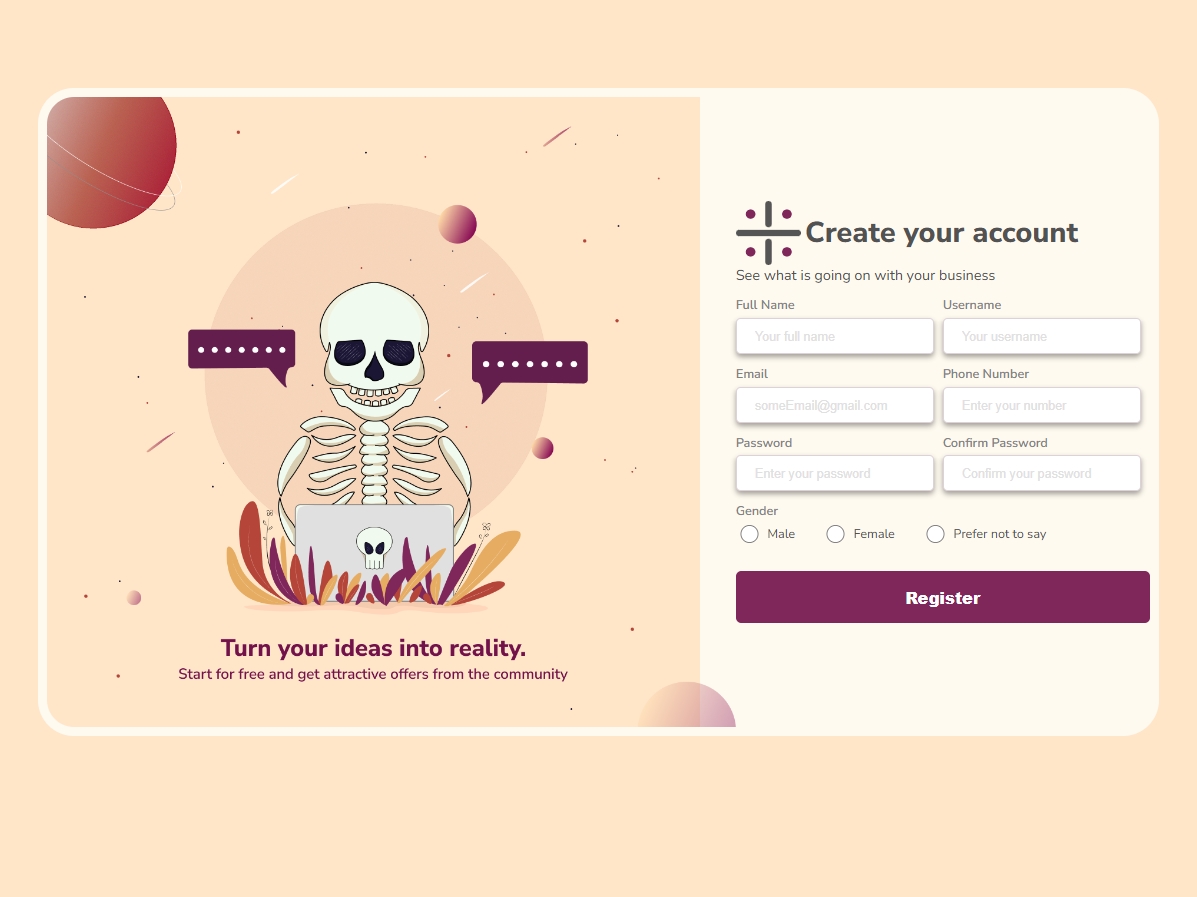 Create your account
See what is going on with your business
Full Name Username
Your full name Your username
Email Phone Number
someEmail@gmail.com Enter your number
Password Confirm Password
Enter your password Confirm your password
Gender
Male Female Prefer not to say
Register
Turn your ideas into reality.
Start for free and get attractive offers from the community